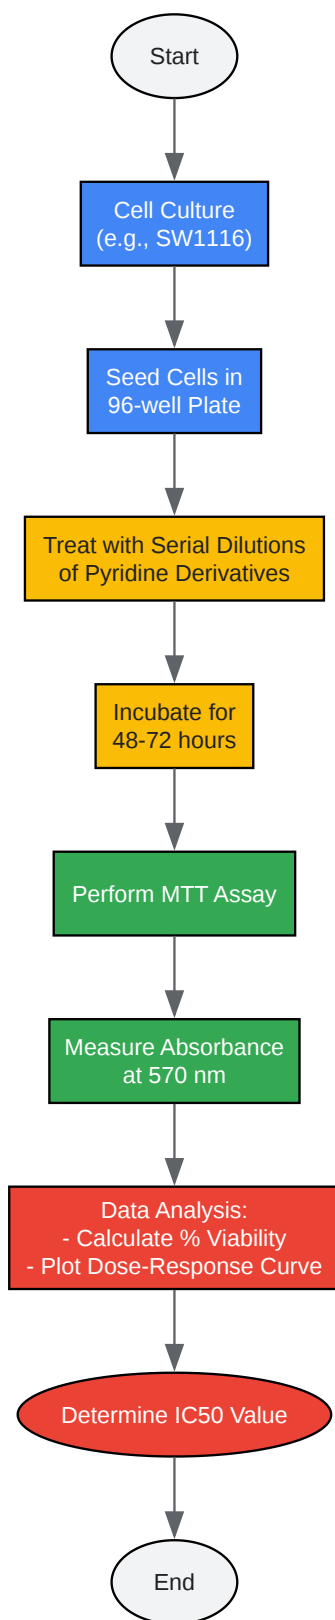 Start
Cell Culture
(e.g., SW1116)
Seed Cells in
96-well Plate
Treat with Serial Dilutions
of Pyridine Derivatives
Incubate for
48-72 hours
Perform MTT Assay
Measure Absorbance
at 570 nm
Data Analysis:
- Calculate % Viability
- Plot Dose-Response Curve
Determine IC50 Value
End